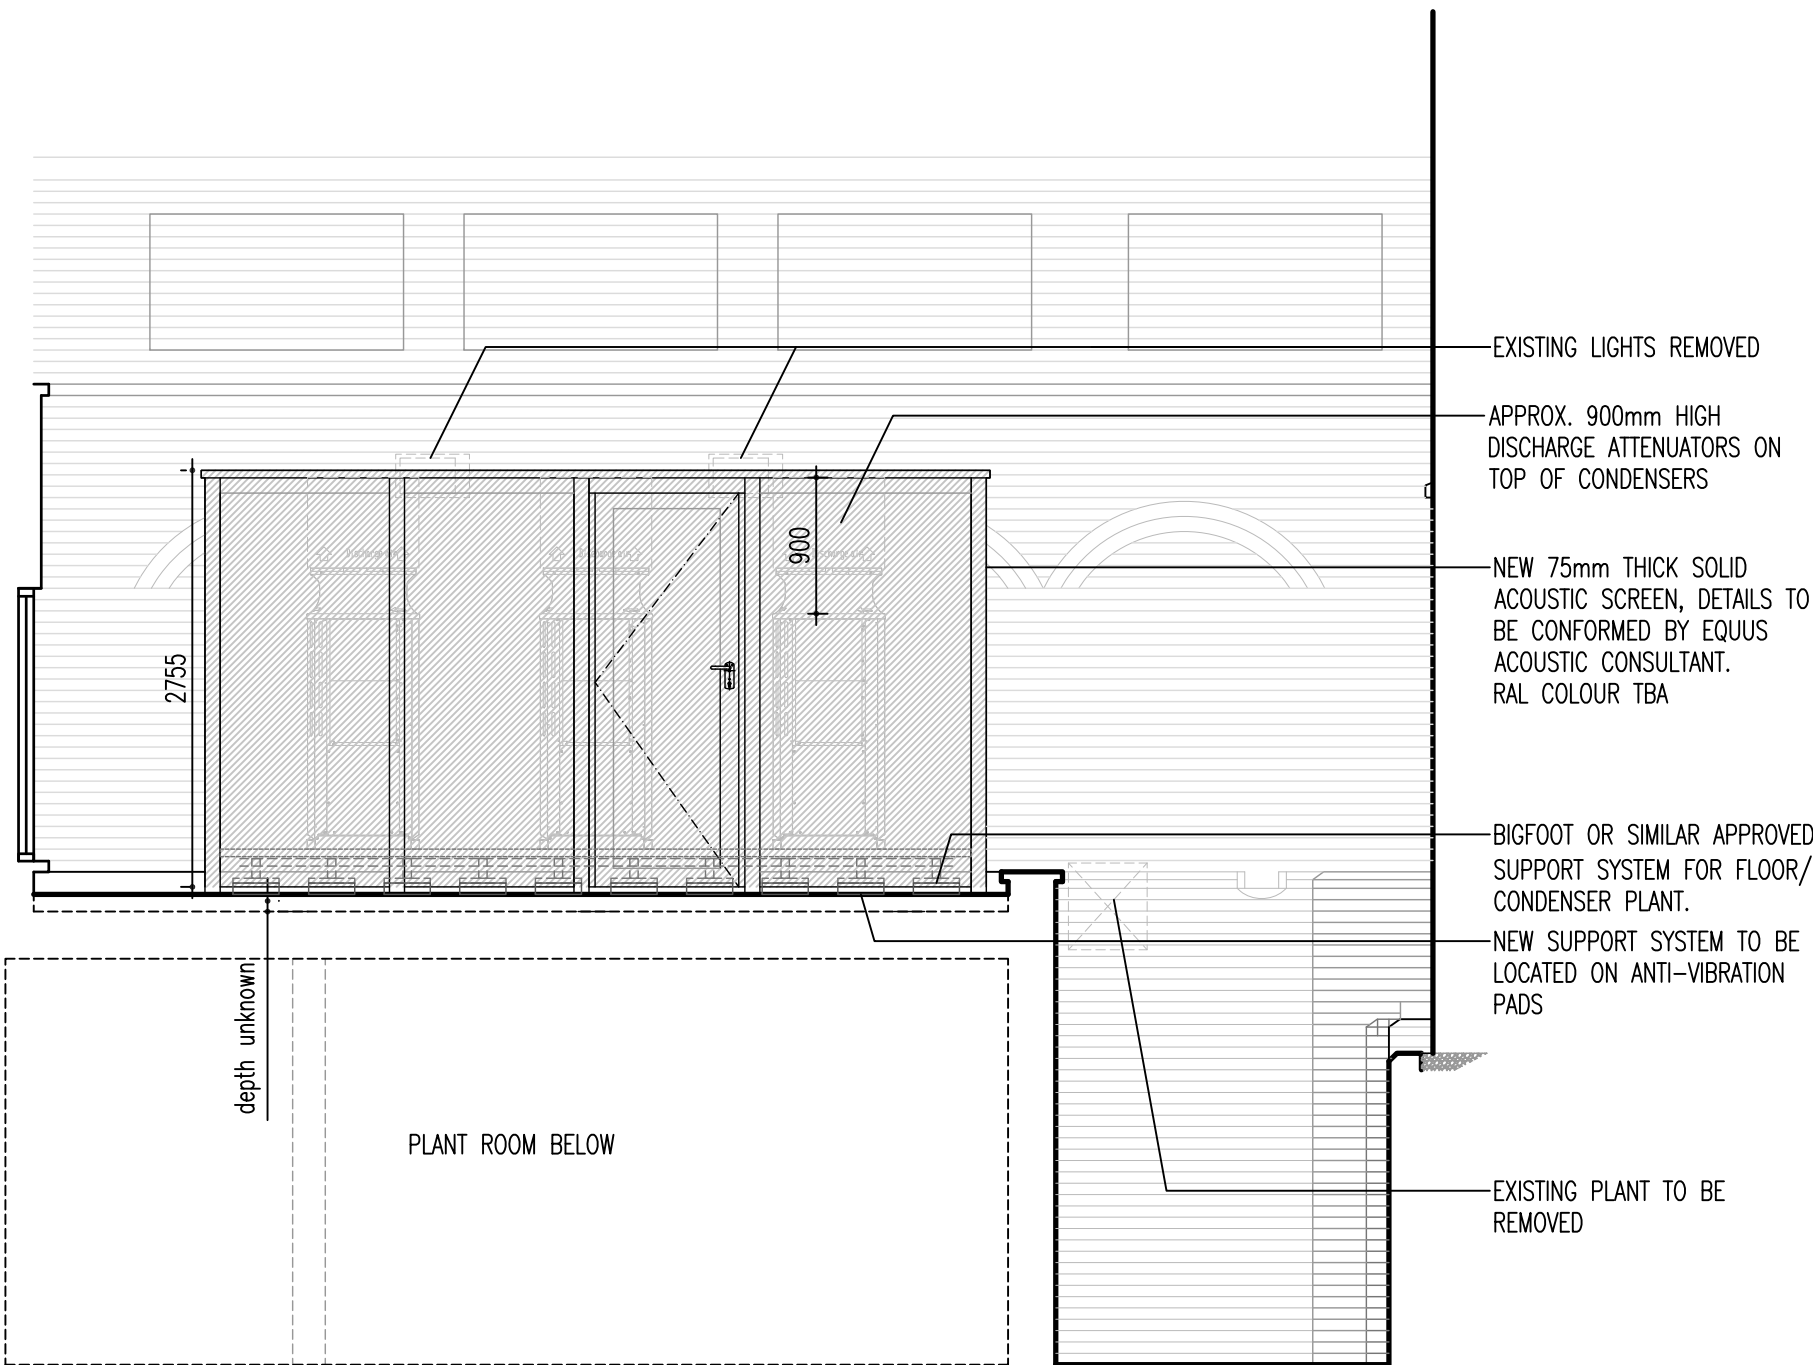 EXISTING LIGHTS REMOVED
APPROX. 900mm HIGH
DISCHARGE ATTENUATORS ON
TOP OF CONDENSERS
900
NEW 75mm THICK SOLID
ACOUSTIC SCREEN, DETAILS TO
BE CONFORMED BY EQUUS
ACOUSTIC CONSULTANT.
RAL COLOUR TBA
2755
BIGFOOT OR SIMILAR APPROVED
SUPPORT SYSTEM FOR FLOOR/
CONDENSER PLANT.
NEW SUPPORT SYSTEM TO BE
LOCATED ON ANTI-VIBRATION
PADS
depth unknown
PLANT ROOM BELOW
EXISTING PLANT TO BE
REMOVED